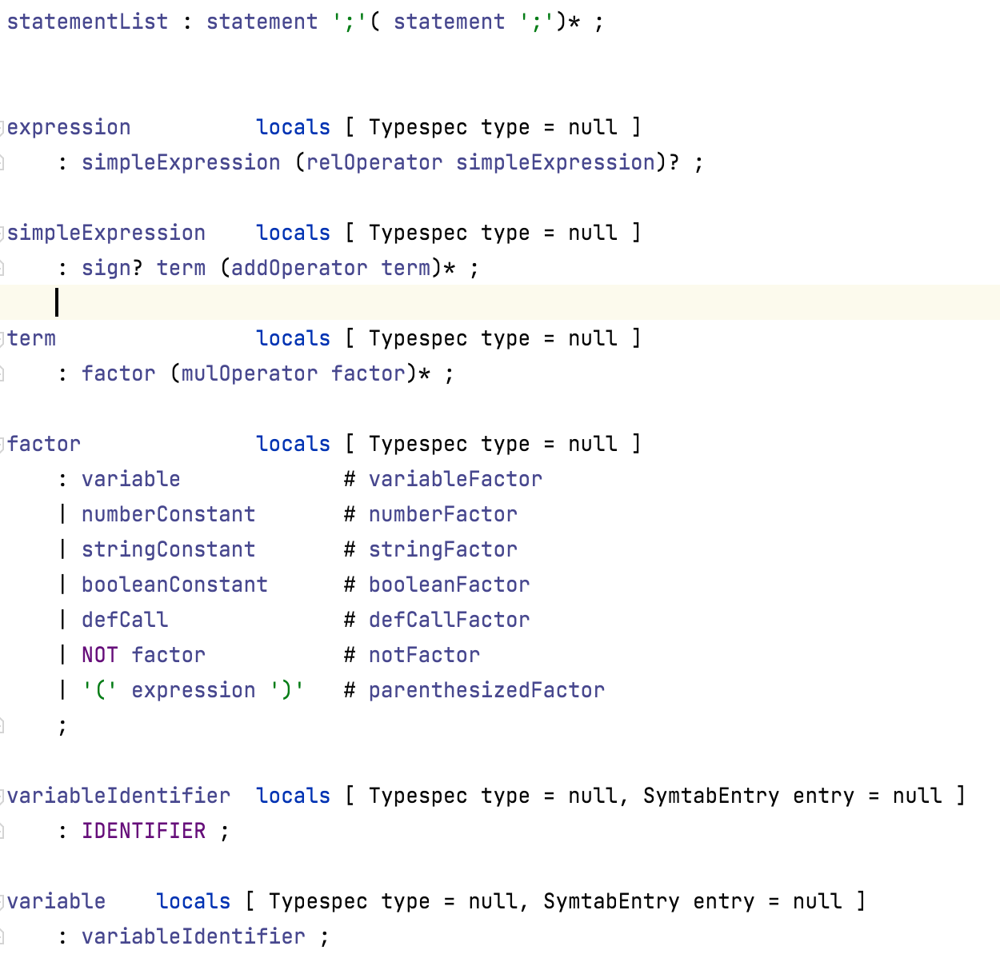 statementList : statement ';'( statement ';')* ;
expression          locals [ Typespec type = null ]
    : simpleExpression (relOperator simpleExpression)? ;
simpleExpression    locals [ Typespec type = null ]
    : sign? term (addOperator term)* ;
term                locals [ Typespec type = null ]
    : factor (mulOperator factor)* ;
factor              locals [ Typespec type = null ]
    : variable             # variableFactor
    | numberConstant       # numberFactor
    | stringConstant       # stringFactor
    | booleanConstant      # booleanFactor
    | defCall              # defCallFactor
    | NOT factor           # notFactor
    | '(' expression ')'   # parenthesizedFactor
    ;
variableIdentifier  locals [ Typespec type = null, SymtabEntry entry = null ]
    : IDENTIFIER ;
variable    locals [ Typespec type = null, SymtabEntry entry = null ]
    : variableIdentifier ;